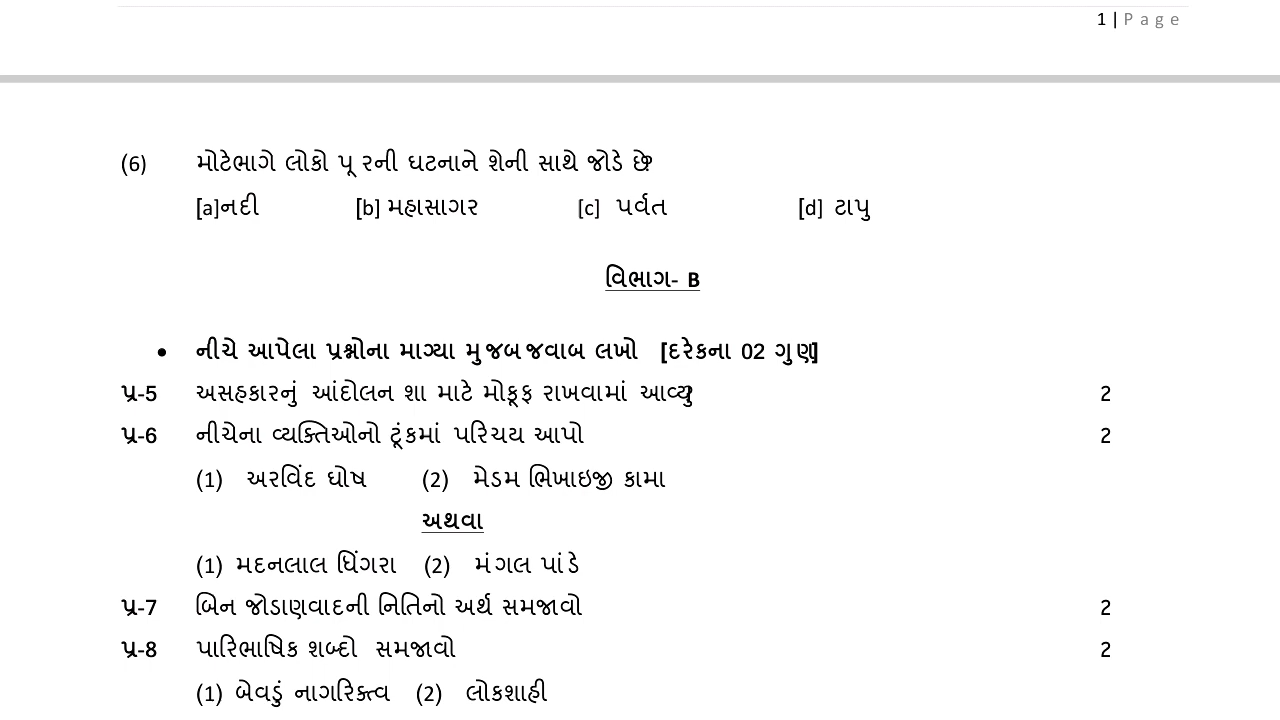 1 | P a g e
(6) મોટેભાગે લોકો પૂરની ઘટનાને શેની સાથે જોડે છે?
[a]નદી [b] મહાસાગર [c] પર્વત [d] ટાપુ
વિભાગ- B
• નીચે આપેલા પ્રશ્નોના માગ્યા મુજબ જવાબ લખો [દરેકના 02 ગુણ]
પ્ર-5 અસહકારનું આંદોલન શા માટે મોકૂફ રાખવામાં આવ્યુ? 2
પ્ર-6 નીચેના વ્યક્તિઓનો ટૂંકમાં પરિચય આપો 2
(1) અરવિંદ ઘોષ (2) મેડમ ભિખાઇજી કામા
અથવા
(1) મદનલાલ ધિંગરા (2) મંગલ પાંડે
પ્ર-7 બિન જોડાણવાદની નિતિનો અર્થ સમજાવો 2
પ્ર-8 પારિભાષિક શબ્દો સમજાવો 2
(1) બેવડું નાગરિક્ત્વ (2) લોકશાહી